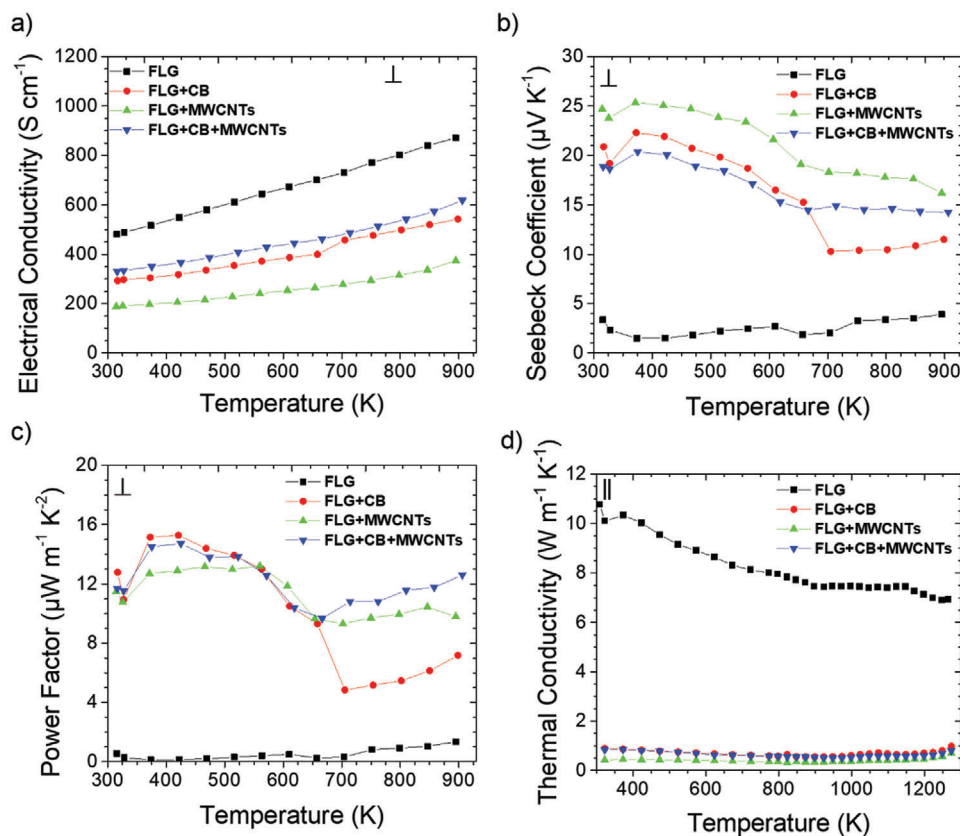 a)
Electrical Conductivity (S cm⁻¹)
1200
1000
800
600
400
200
0
⊥
FLG
FLG+CB
FLG+MWCNTs
FLG+CB+MWCNTs
300 400 500 600 700 800 900
Temperature (K)
b)
Seebeck Coefficient (µV K⁻¹)
30
25
20
15
10
5
0
⊥
FLG
FLG+CB
FLG+MWCNTs
FLG+CB+MWCNTs
300 400 500 600 700 800 900
Temperature (K)
c)
Power Factor (µW m⁻¹ K⁻²)
20
16
12
8
4
0
⊥
FLG
FLG+CB
FLG+MWCNTs
FLG+CB+MWCNTs
300 400 500 600 700 800 900
Temperature (K)
d)
Thermal Conductivity (W m⁻¹ K⁻¹)
12
10
8
6
4
2
0
||
FLG
FLG+CB
FLG+MWCNTs
FLG+CB+MWCNTs
400 600 800 1000 1200
Temperature (K)